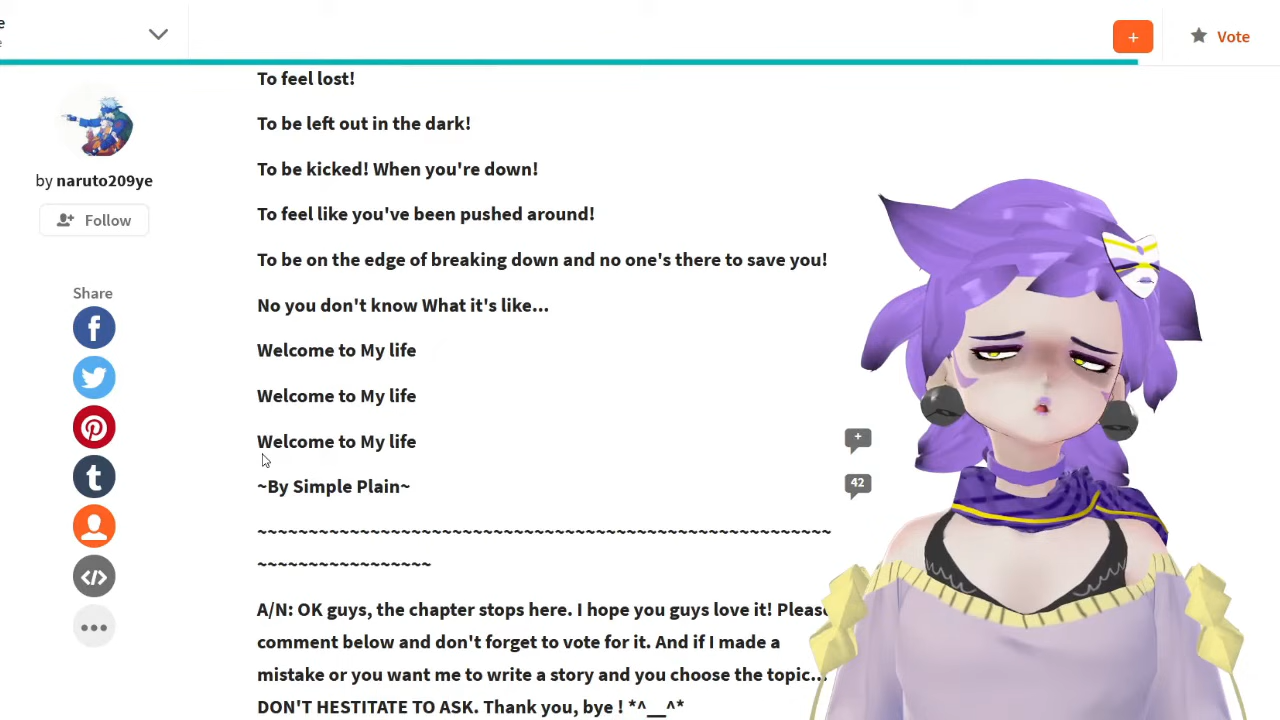 e
Vote
To feel lost!
To be left out in the dark!
To be kicked! When you're down!
by naruto209ye
To feel like you've been pushed around!
Follow
To be on the edge of breaking down and no one's there to save you!
Share
No you don't know What it's like...
Welcome to My life
Welcome to My life
Welcome to My life
+
~By Simple Plain~
42
~~~~~~~~~~~~~~~~~~~~~~~~~~~~~~~~~~~~~~~~~~~~~~~~~~~~~~~~
~~~~~~~~~~~~~~~~~
A/N: OK guys, the chapter stops here. I hope you guys love it! Please
comment below and don't forget to vote for it. And if I made a
mistake or you want me to write a story and you choose the topic...
DON'T HESTITATE TO ASK. Thank you, bye ! *^__^*